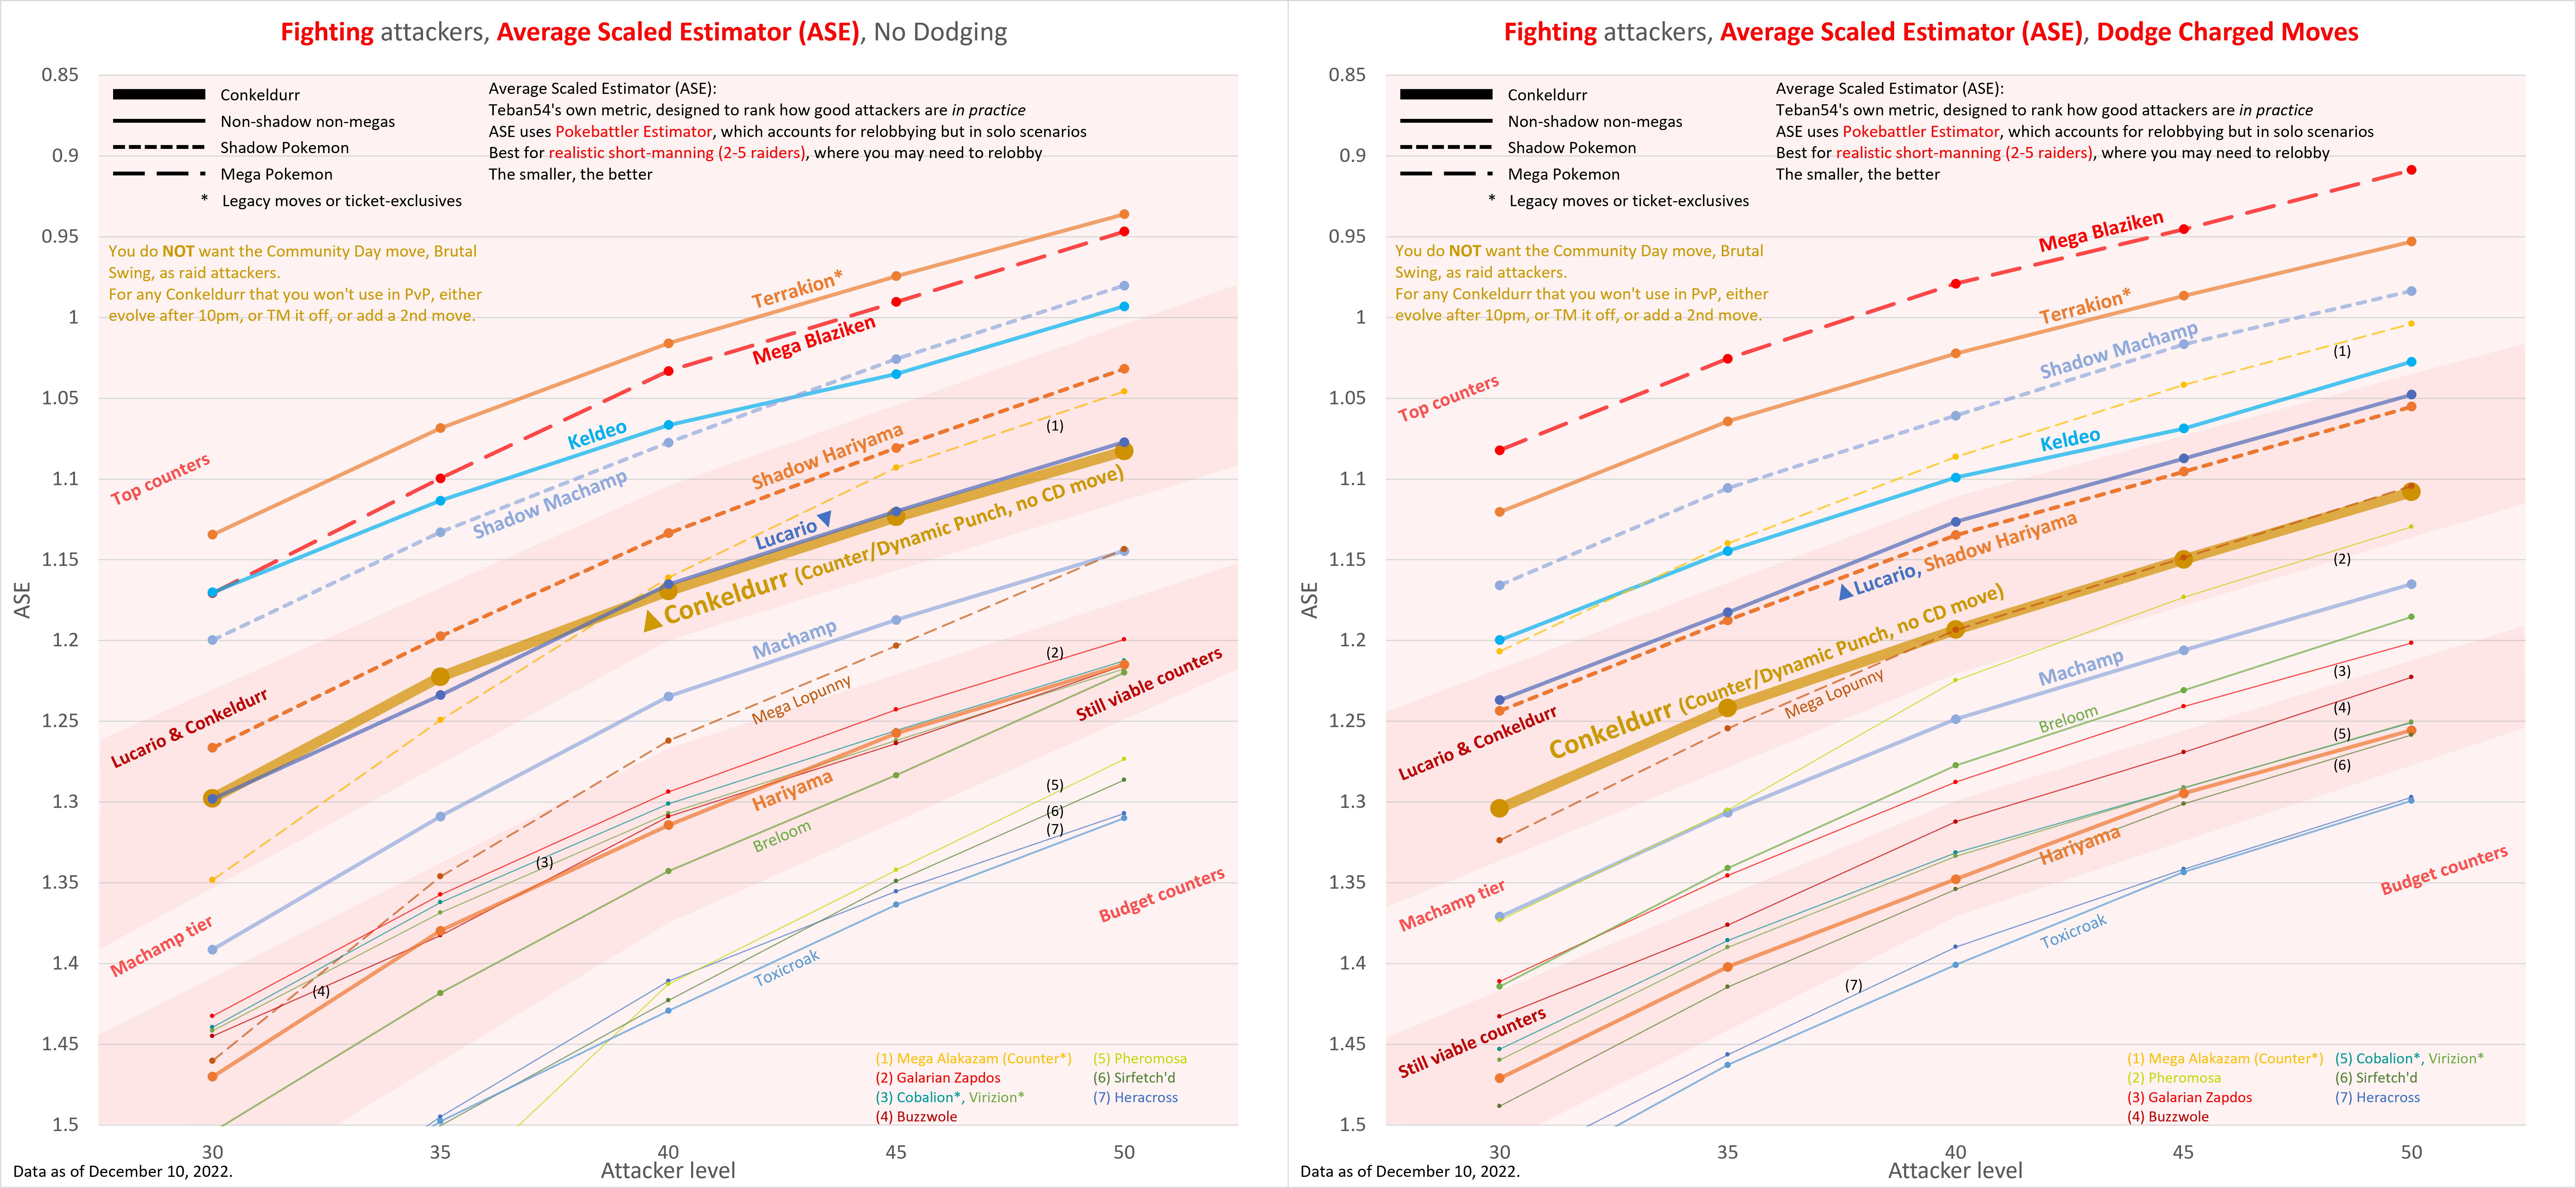 Fighting attackers, Average Scaled Estimator (ASE), No Dodging
0.85
0.9
0.95
1
1.05
1.1
1.15
1.2
1.25
1.3
1.35
1.4
1.45
1.5
ASE
Conkeldurr
Non-shadow non-megas
Shadow Pokemon
Mega Pokemon
* Legacy moves or ticket-exclusives
Average Scaled Estimator (ASE):
Teban54's own metric, designed to rank how good attackers are in practice
ASE uses Pokebattler Estimator, which accounts for relobbying but in solo scenarios
Best for realistic short-manning (2-5 raiders), where you may need to relobby
The smaller, the better
You do NOT want the Community Day move, Brutal
Swing, as raid attackers.
For any Conkeldurr that you won't use in PvP, either
evolve after 10pm, or TM it off, or add a 2nd move.
Terrakion*
Mega Blaziken
Keldeo
Shadow Machamp
Shadow Hariyama
(1)
Top counters
Lucario ▼
▲ Conkeldurr (Counter/Dynamic Punch, no CD move)
Machamp
Mega Lopunny
(2)
Still viable counters
Lucario & Conkeldurr
Hariyama
Breloom
(3)
(5)
(6)
(7)
Budget counters
Machamp tier
(4)
Toxicroak
(1) Mega Alakazam (Counter*)
(2) Galarian Zapdos
(3) Cobalion*, Virizion*
(4) Buzzwole
(5) Pheromosa
(6) Sirfetch'd
(7) Heracross
30
35
40
45
50
Attacker level
Data as of December 10, 2022.
Fighting attackers, Average Scaled Estimator (ASE), Dodge Charged Moves
0.85
0.9
0.95
1
1.05
1.1
1.15
1.2
1.25
1.3
1.35
1.4
1.45
1.5
ASE
Conkeldurr
Non-shadow non-megas
Shadow Pokemon
Mega Pokemon
* Legacy moves or ticket-exclusives
Average Scaled Estimator (ASE):
Teban54's own metric, designed to rank how good attackers are in practice
ASE uses Pokebattler Estimator, which accounts for relobbying but in solo scenarios
Best for realistic short-manning (2-5 raiders), where you may need to relobby
The smaller, the better
You do NOT want the Community Day move, Brutal
Swing, as raid attackers.
For any Conkeldurr that you won't use in PvP, either
evolve after 10pm, or TM it off, or add a 2nd move.
Mega Blaziken
Terrakion*
Shadow Machamp
(1)
Top counters
Keldeo
▲ Lucario, Shadow Hariyama
Conkeldurr (Counter/Dynamic Punch, no CD move)
(2)
Mega Lopunny
Machamp
Lucario & Conkeldurr
Breloom
(3)
(4)
(5)
(6)
Hariyama
Machamp tier
Budget counters
Toxicroak
(7)
Still viable counters
(1) Mega Alakazam (Counter*)
(2) Pheromosa
(3) Galarian Zapdos
(4) Buzzwole
(5) Cobalion*, Virizion*
(6) Sirfetch'd
(7) Heracross
30
35
40
45
50
Attacker level
Data as of December 10, 2022.